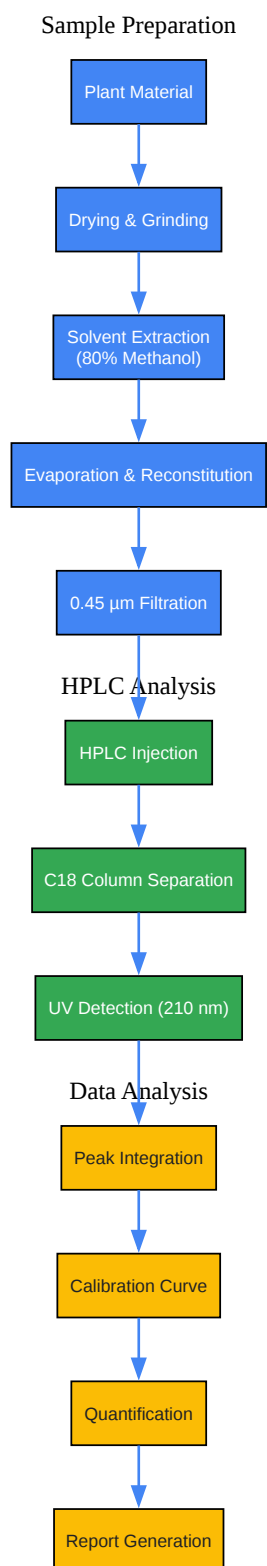 Sample Preparation
Plant Material
Drying & Grinding
Solvent Extraction
(80% Methanol)
Evaporation & Reconstitution
0.45 µm Filtration
HPLC Analysis
HPLC Injection
C18 Column Separation
UV Detection (210 nm)
Data Analysis
Peak Integration
Calibration Curve
Quantification
Report Generation